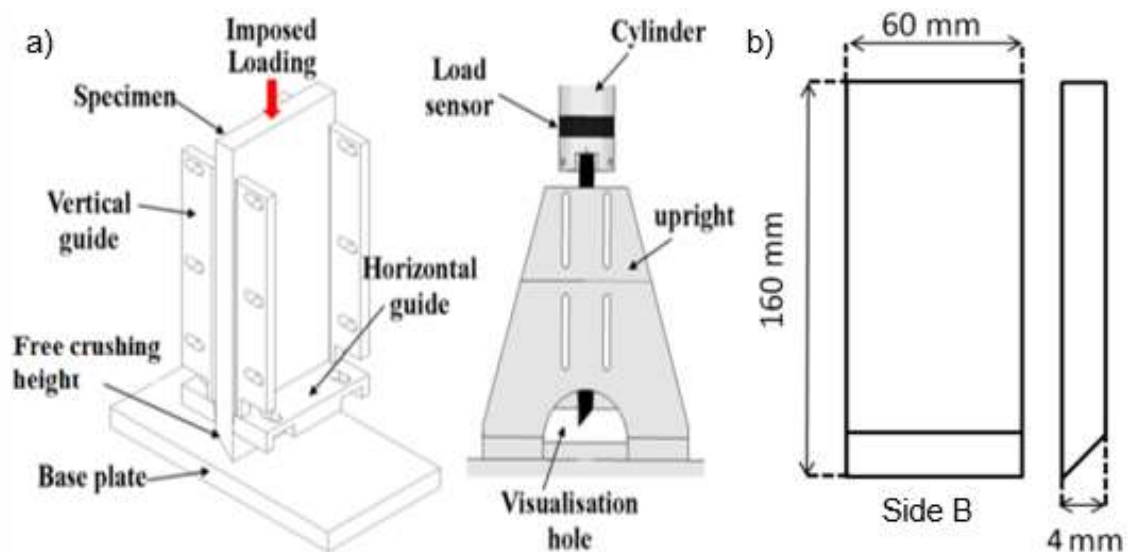 a)
Imposed
Loading
Specimen
Vertical
guide
Horizontal
guide
Free crushing
height
Base plate
Cylinder
Load
sensor
upright
Visualisation
hole
b)
60 mm
160 mm
Side B
4 mm